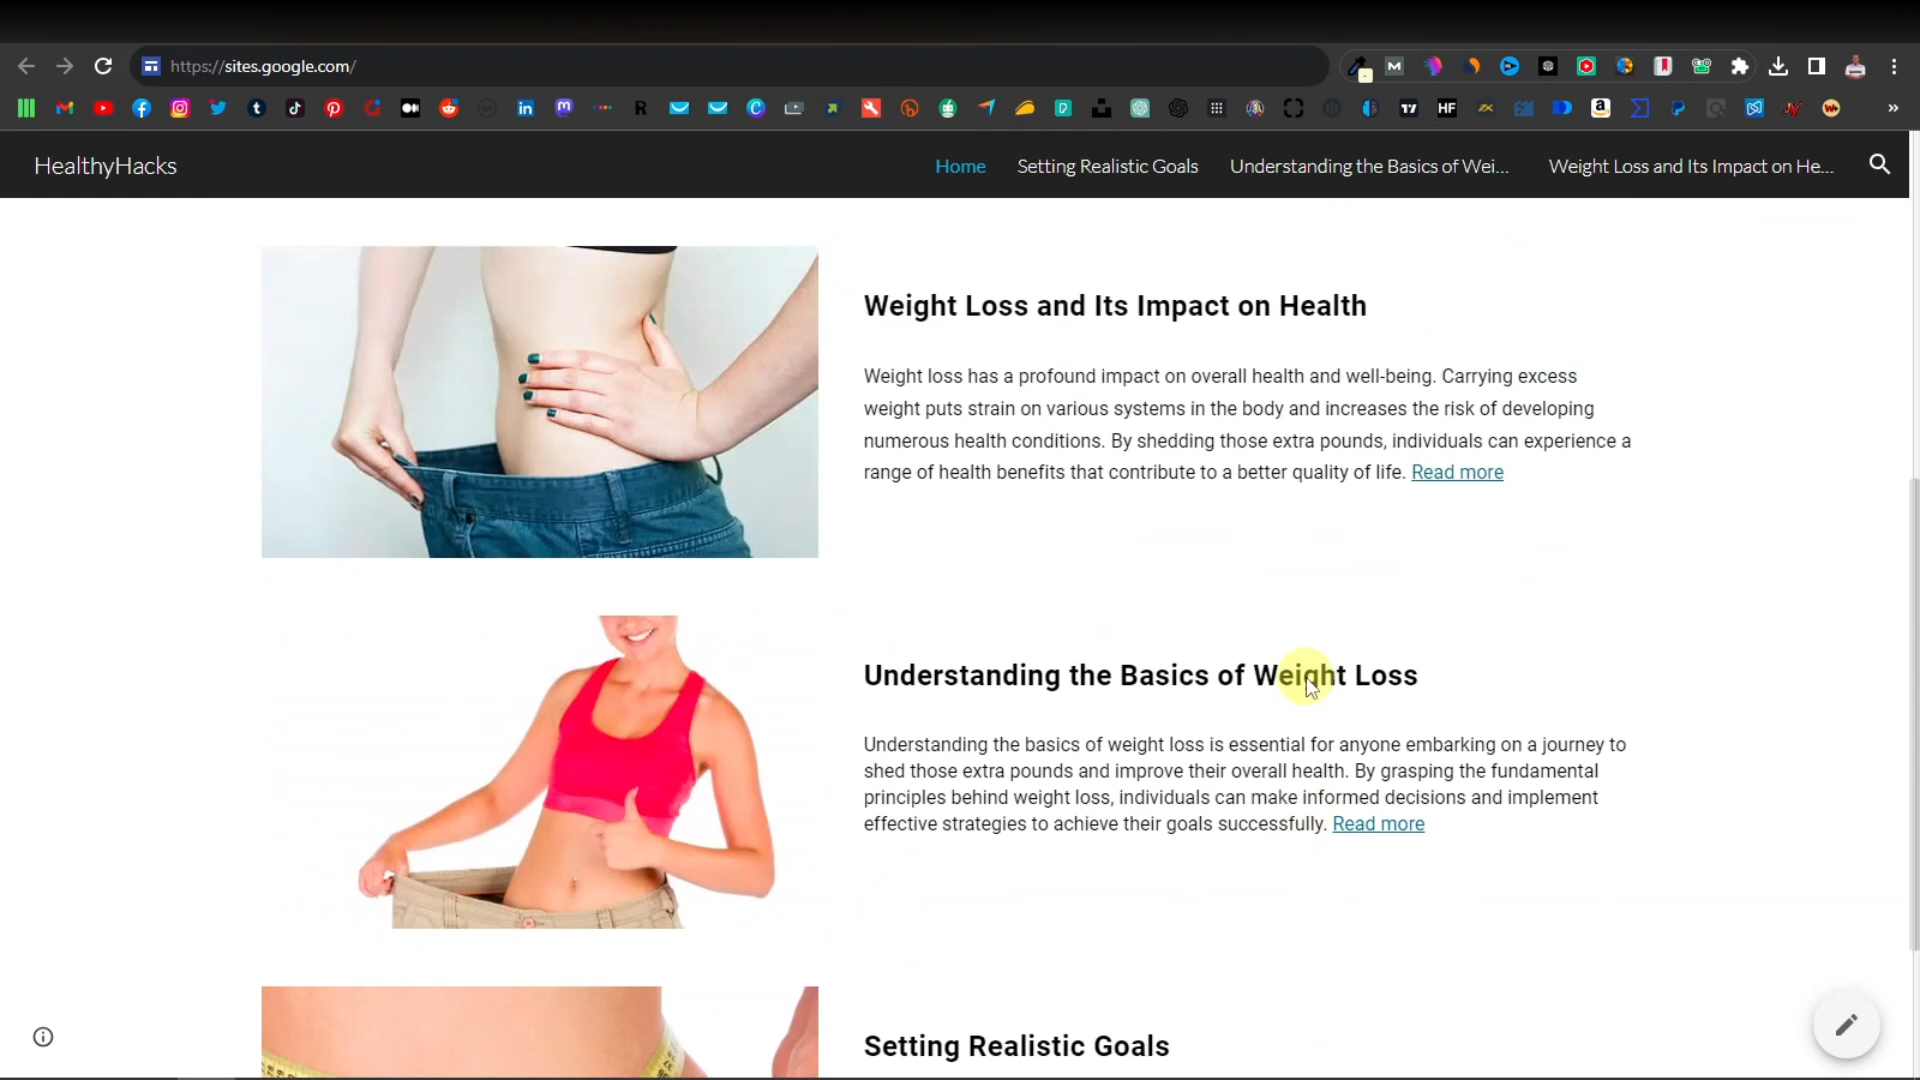 https://sites.google.com/
HealthyHacks
Home
Setting Realistic Goals
Understanding the Basics of Wei...
Weight Loss and Its Impact on He...
Weight Loss and Its Impact on Health
Weight loss has a profound impact on overall health and well-being. Carrying excess
weight puts strain on various systems in the body and increases the risk of developing
numerous health conditions. By shedding those extra pounds, individuals can experience a
range of health benefits that contribute to a better quality of life. Read more
Understanding the Basics of Weight Loss
Understanding the basics of weight loss is essential for anyone embarking on a journey to
shed those extra pounds and improve their overall health. By grasping the fundamental
principles behind weight loss, individuals can make informed decisions and implement
effective strategies to achieve their goals successfully. Read more
Setting Realistic Goals